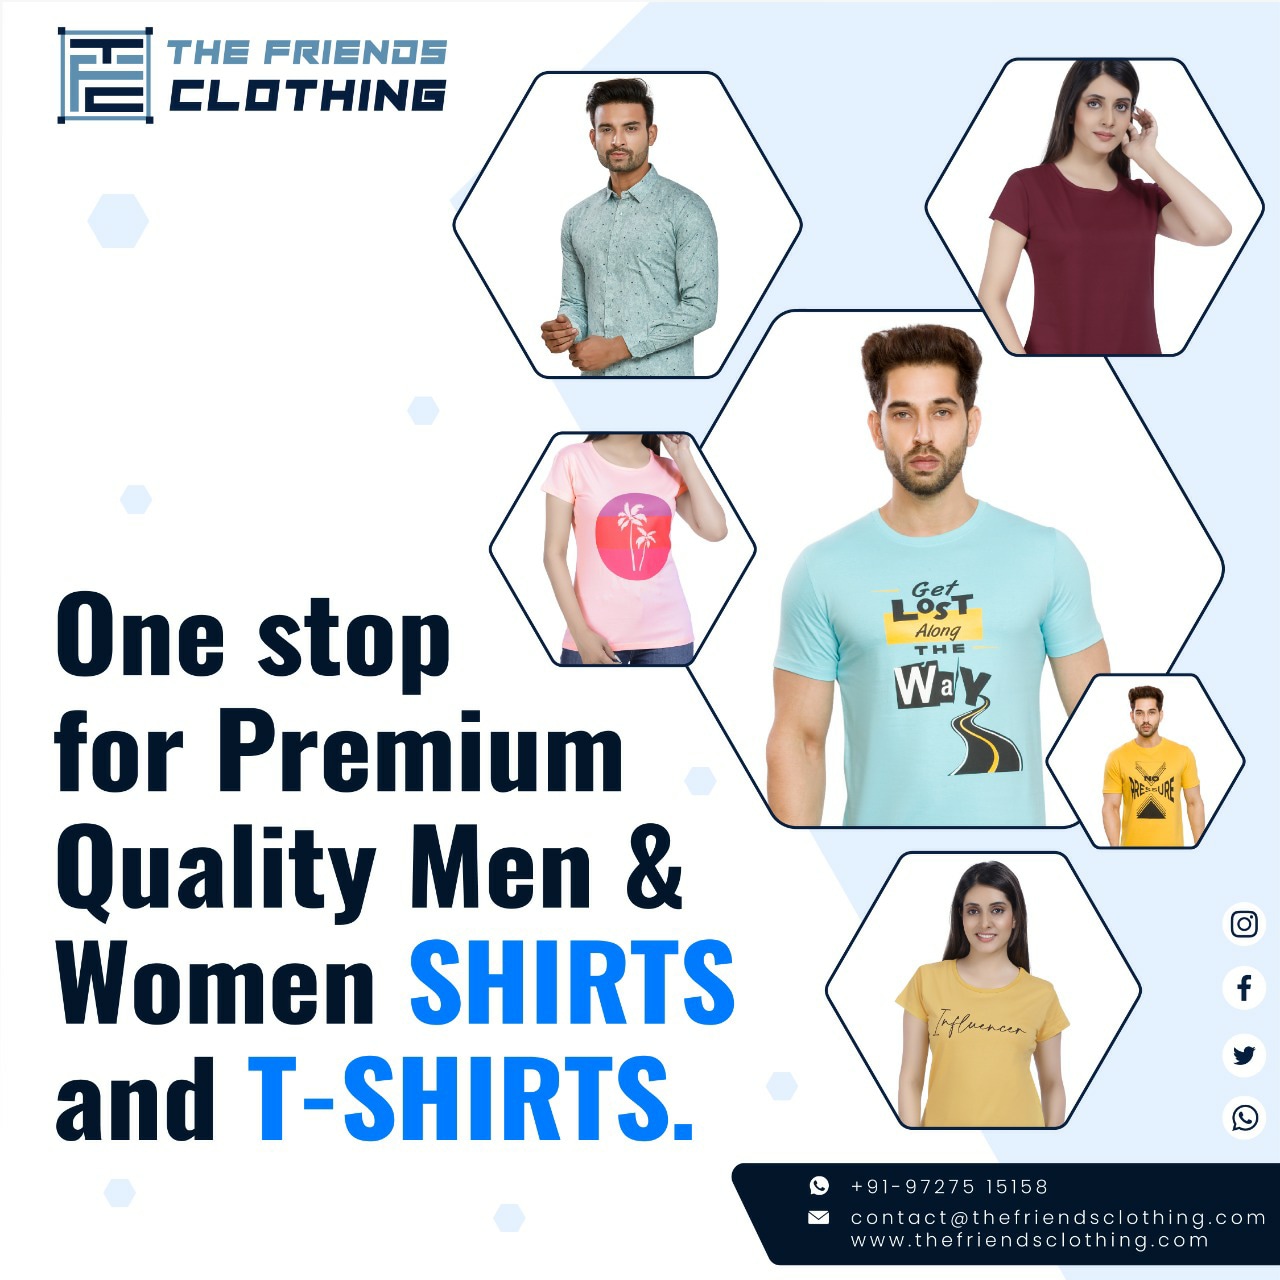 THE FRIENDS
CLOTHING
Get
LOST
Along
THE
Way
NO
PRESSURE
Influencer
One stop
for Premium
Quality Men &
Women SHIRTS
and T-SHIRTS.
+91-97275 15158
contact@thefriendsclothing.com
www.thefriendsclothing.com